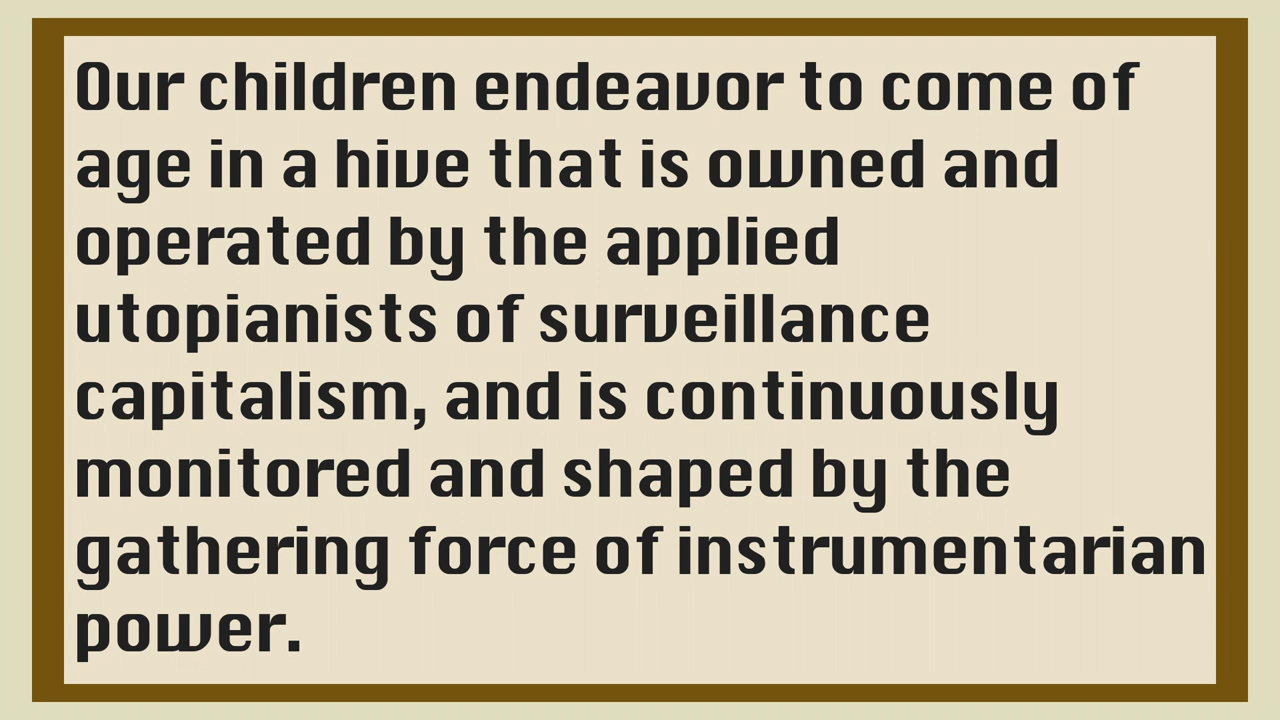 Our children endeavor to come of
age in a hive that is owned and
operated by the applied
utopianists of surveillance
capitalism, and is continuously
monitored and shaped by the
gathering force of instrumentarian
power.